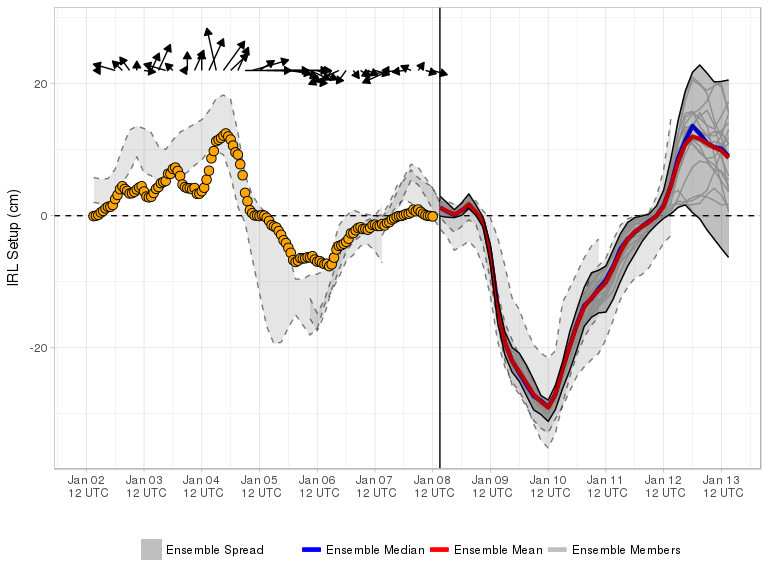 IRL Setup (cm)
20
0
-20
Jan 02 Jan 03 Jan 04 Jan 05 Jan 06 Jan 07 Jan 08 Jan 09 Jan 10 Jan 11 Jan 12 Jan 13
12 UTC 12 UTC 12 UTC 12 UTC 12 UTC 12 UTC 12 UTC 12 UTC 12 UTC 12 UTC 12 UTC 12 UTC
Ensemble Spread Ensemble Median Ensemble Mean Ensemble Members